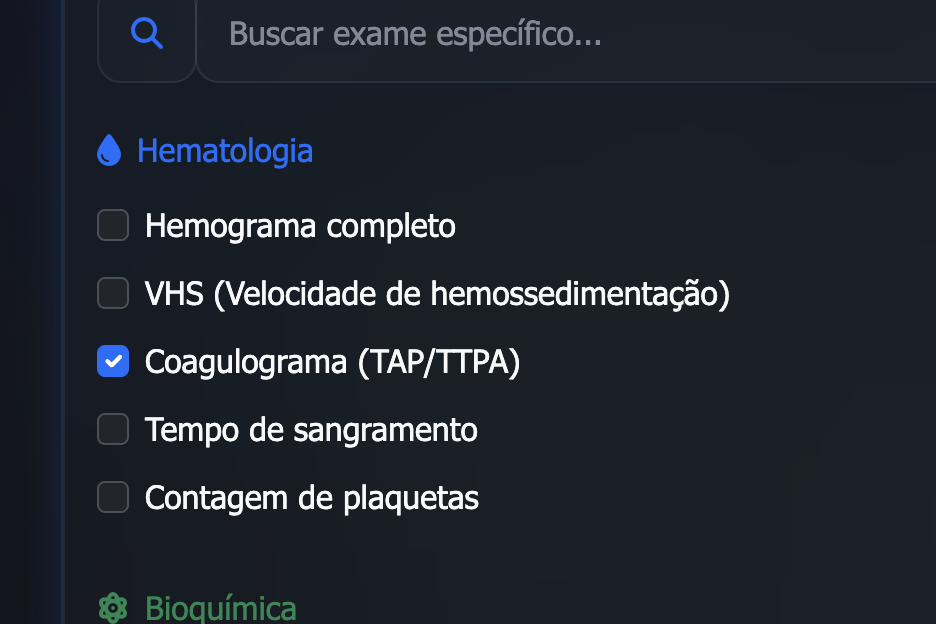 Buscar exame específico...
Hematologia
Hemograma completo
VHS (Velocidade de hemossedimentação)
Coagulograma (TAP/TTPA)
Tempo de sangramento
Contagem de plaquetas
Bioquímica